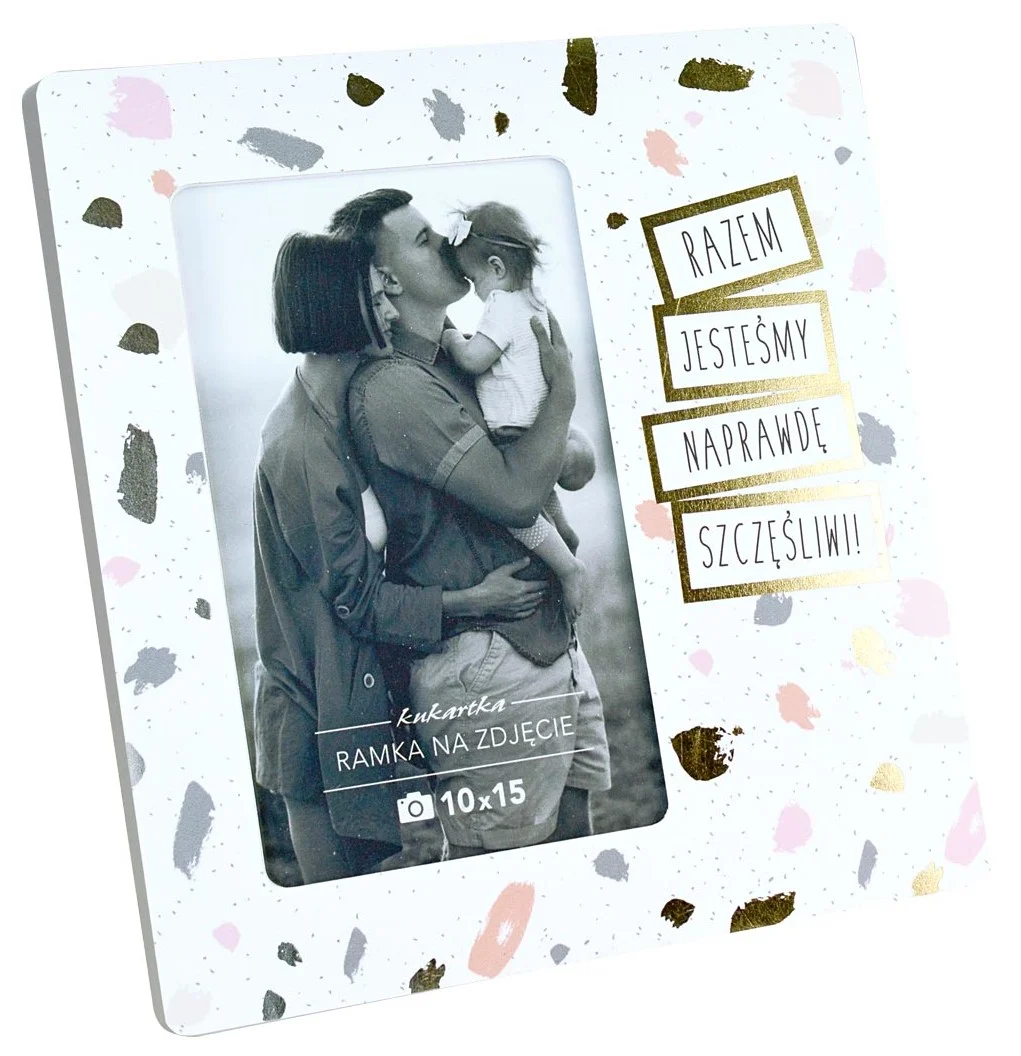 RAZEM
JESTEŚMY
NAPRAWDĘ
SZCZĘŚLIWI!
kukartka
RAMKA NA ZDJĘCIE
10x15